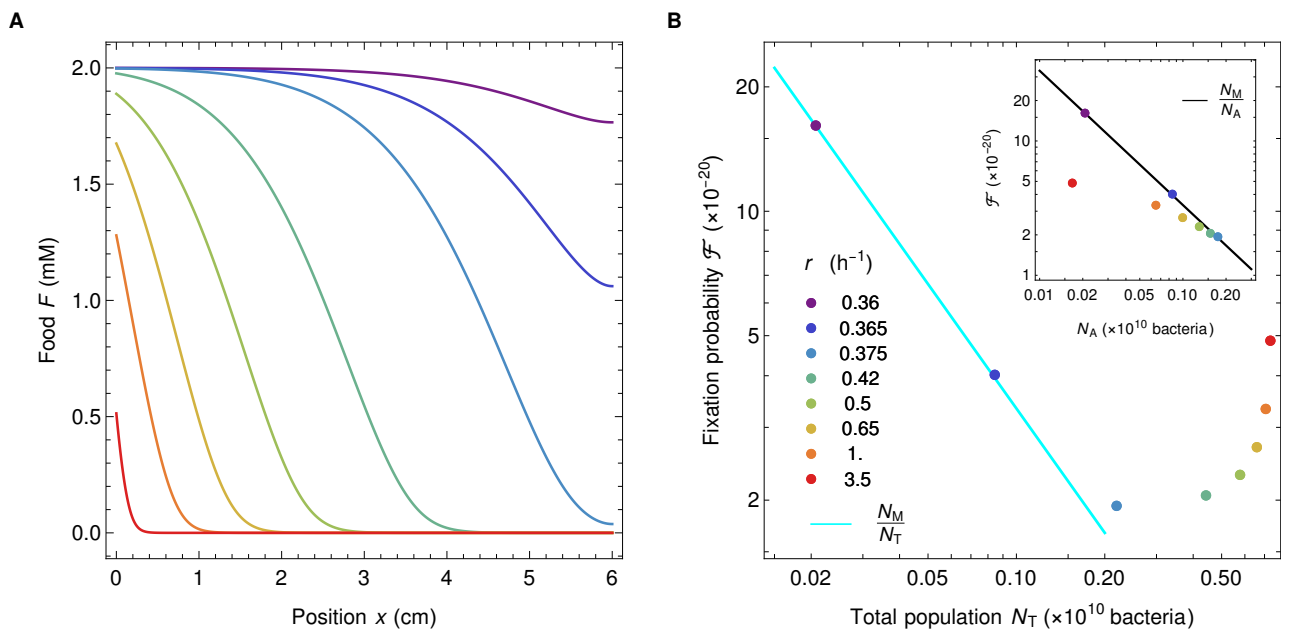 A
2.0
1.5
1.0
0.5
0.0
Food F (mM)
0 1 2 3 4 5 6
Position x (cm)
B
20
10
5
2
Fixation probability ℱ (×10⁻²⁰)
r (h⁻¹)
0.36
0.365
0.375
0.42
0.5
0.65
1.
3.5
N_M
N_T
0.02 0.05 0.10 0.20 0.50
Total population N_T (×10¹⁰ bacteria)
20
10
5
2
1
ℱ (×10⁻²⁰)
N_M
N_A
0.01 0.02 0.05 0.10 0.20
N_A (×10¹⁰ bacteria)